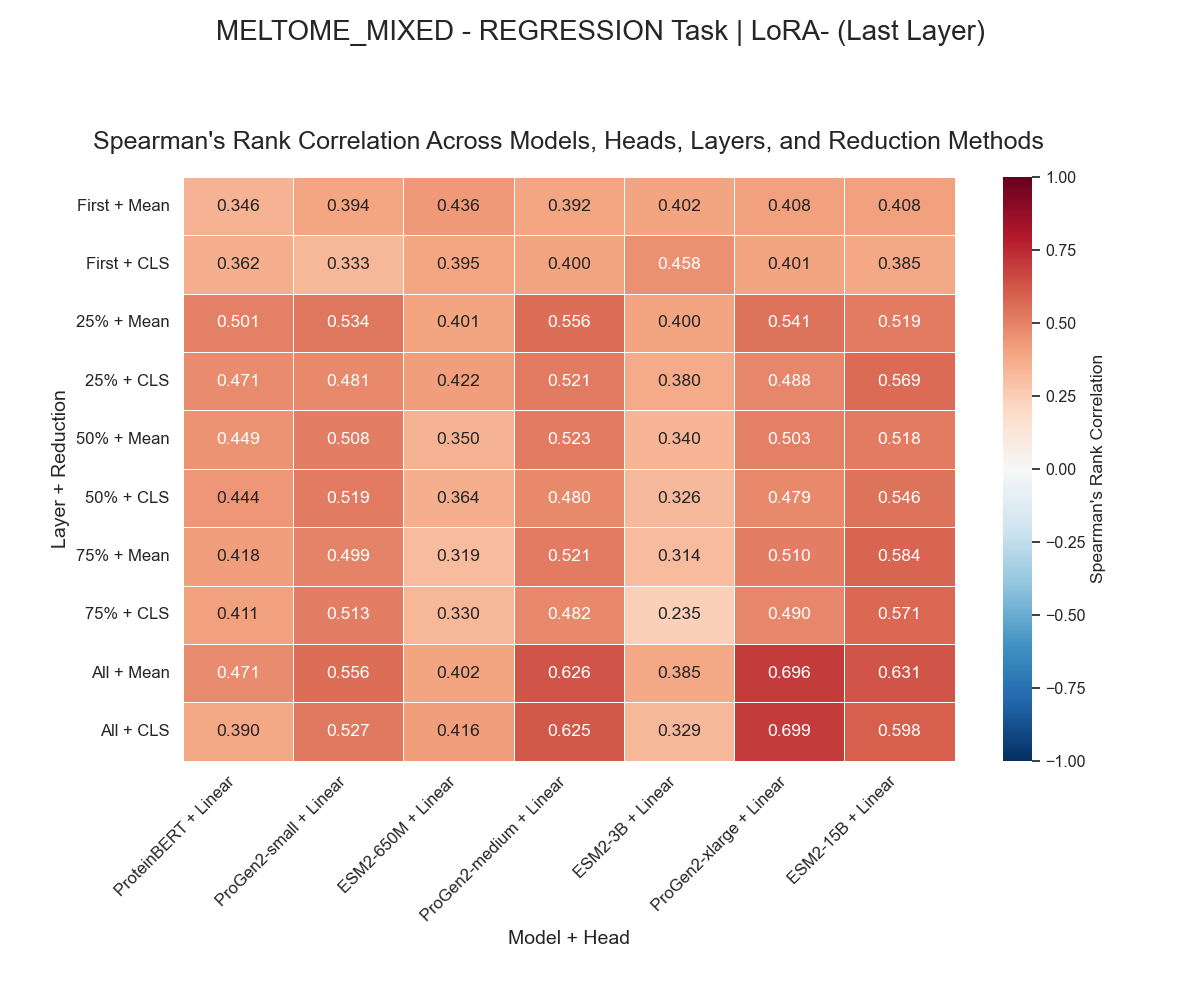 MELTOME_MIXED - REGRESSION Task | LoRA- (Last Layer)
Spearman's Rank Correlation Across Models, Heads, Layers, and Reduction Methods
Layer + Reduction
First + Mean 0.346 0.394 0.436 0.392 0.402 0.408 0.408
First + CLS 0.362 0.333 0.395 0.400 0.458 0.401 0.385
25% + Mean 0.501 0.534 0.401 0.556 0.400 0.541 0.519
25% + CLS 0.471 0.481 0.422 0.521 0.380 0.488 0.569
50% + Mean 0.449 0.508 0.350 0.523 0.340 0.503 0.518
50% + CLS 0.444 0.519 0.364 0.480 0.326 0.479 0.546
75% + Mean 0.418 0.499 0.319 0.521 0.314 0.510 0.584
75% + CLS 0.411 0.513 0.330 0.482 0.235 0.490 0.571
All + Mean 0.471 0.556 0.402 0.626 0.385 0.696 0.631
All + CLS 0.390 0.527 0.416 0.625 0.329 0.699 0.598
ProteinBERT + Linear
ProGen2-small + Linear
ESM2-650M + Linear
ProGen2-medium + Linear
ESM2-3B + Linear
ProGen2-xlarge + Linear
ESM2-15B + Linear
Model + Head
1.00
0.75
0.50
0.25
0.00
−0.25
−0.50
−0.75
−1.00
Spearman's Rank Correlation